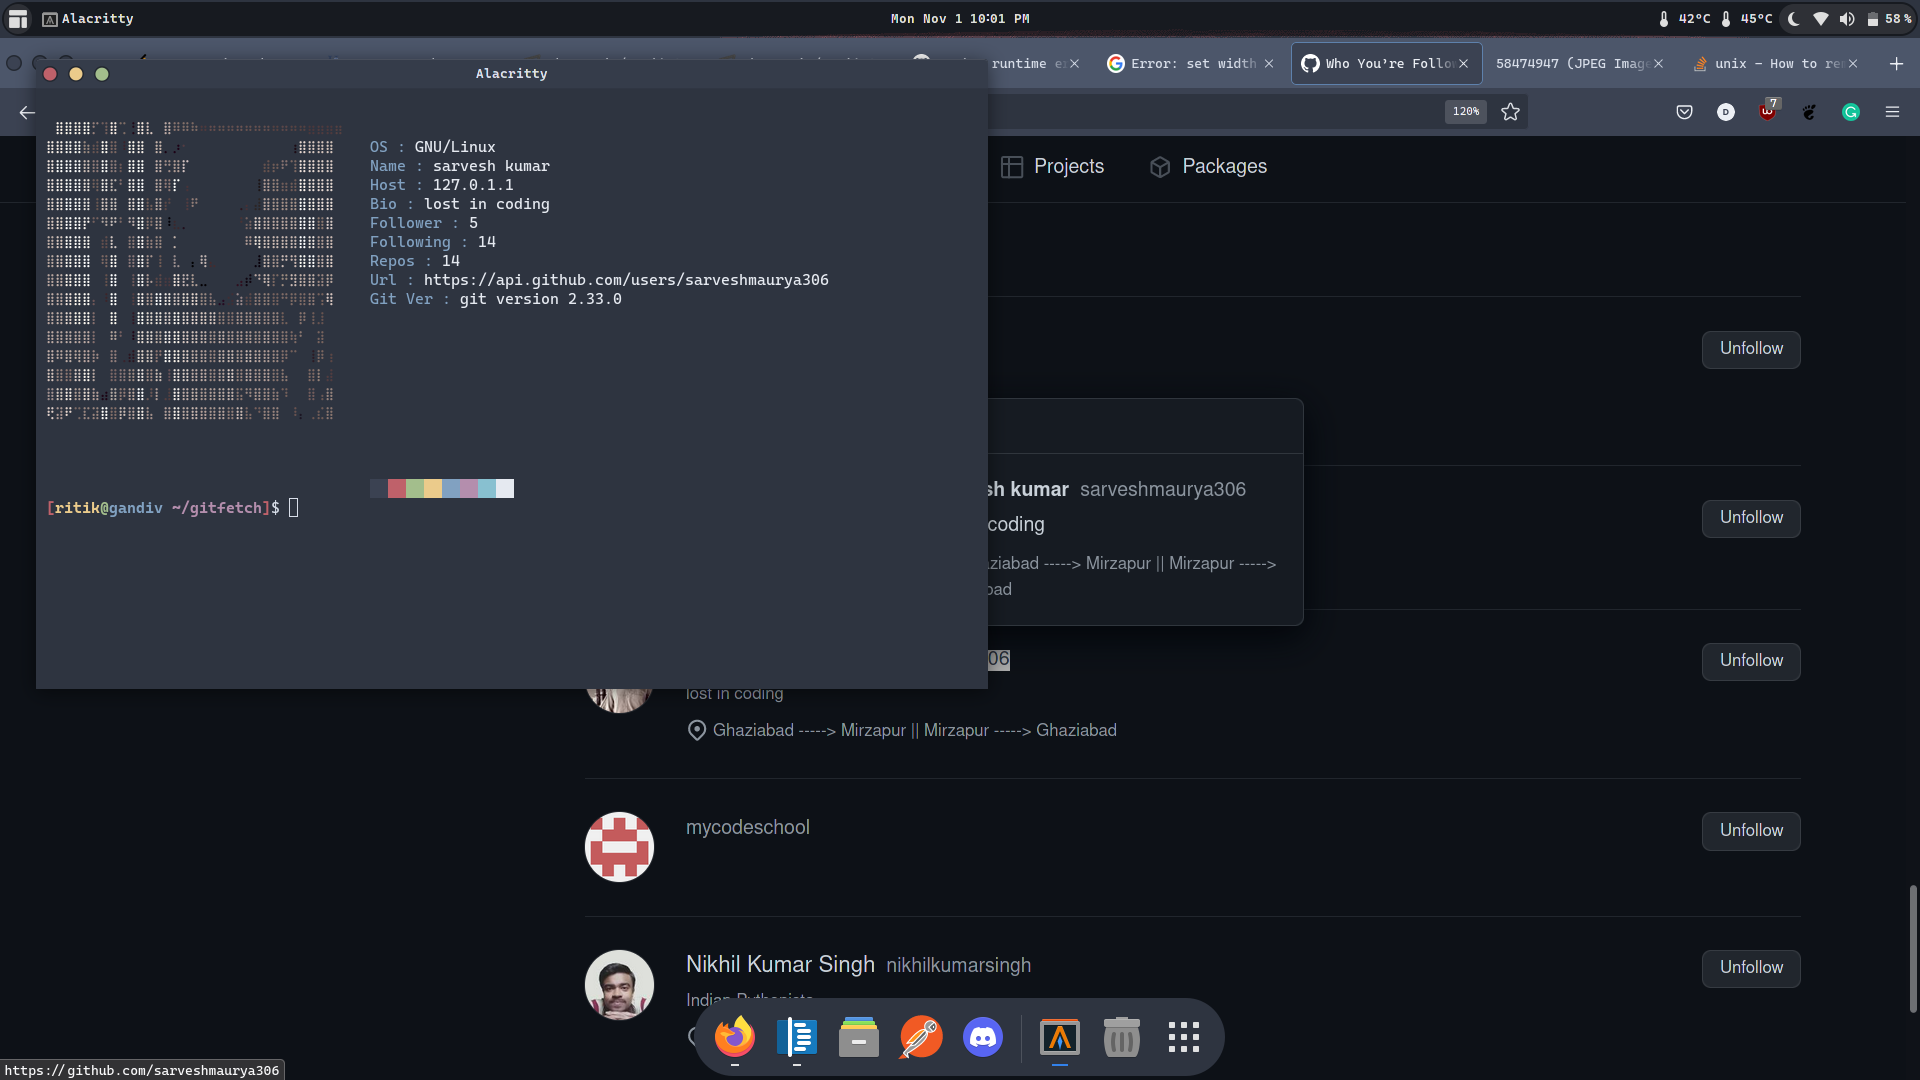 Alacritty
Mon Nov 1 10:01 PM
42°C 45°C 58 %
runtime e
Error: set width
Who You're Follo
58474947 (JPEG Imag
unix - How to re
Alacritty
120%
7
Projects
Packages
OS : GNU/Linux
Name : sarvesh kumar
Host : 127.0.1.1
Bio : lost in coding
Follower : 5
Following : 14
Repos : 14
Url : https://api.github.com/users/sarveshmaurya306
Git Ver : git version 2.33.0
[ritik@gandiv ~/gitfetch]$
Unfollow
sh kumar sarveshmaurya306
coding
aziabad -----> Mirzapur || Mirzapur ----->
bad
Unfollow
06
Unfollow
lost in coding
Ghaziabad -----> Mirzapur || Mirzapur -----> Ghaziabad
mycodeschool
Unfollow
Nikhil Kumar Singh nikhilkumarsingh
Unfollow
Indian Pythonista
https://github.com/sarveshmaurya306